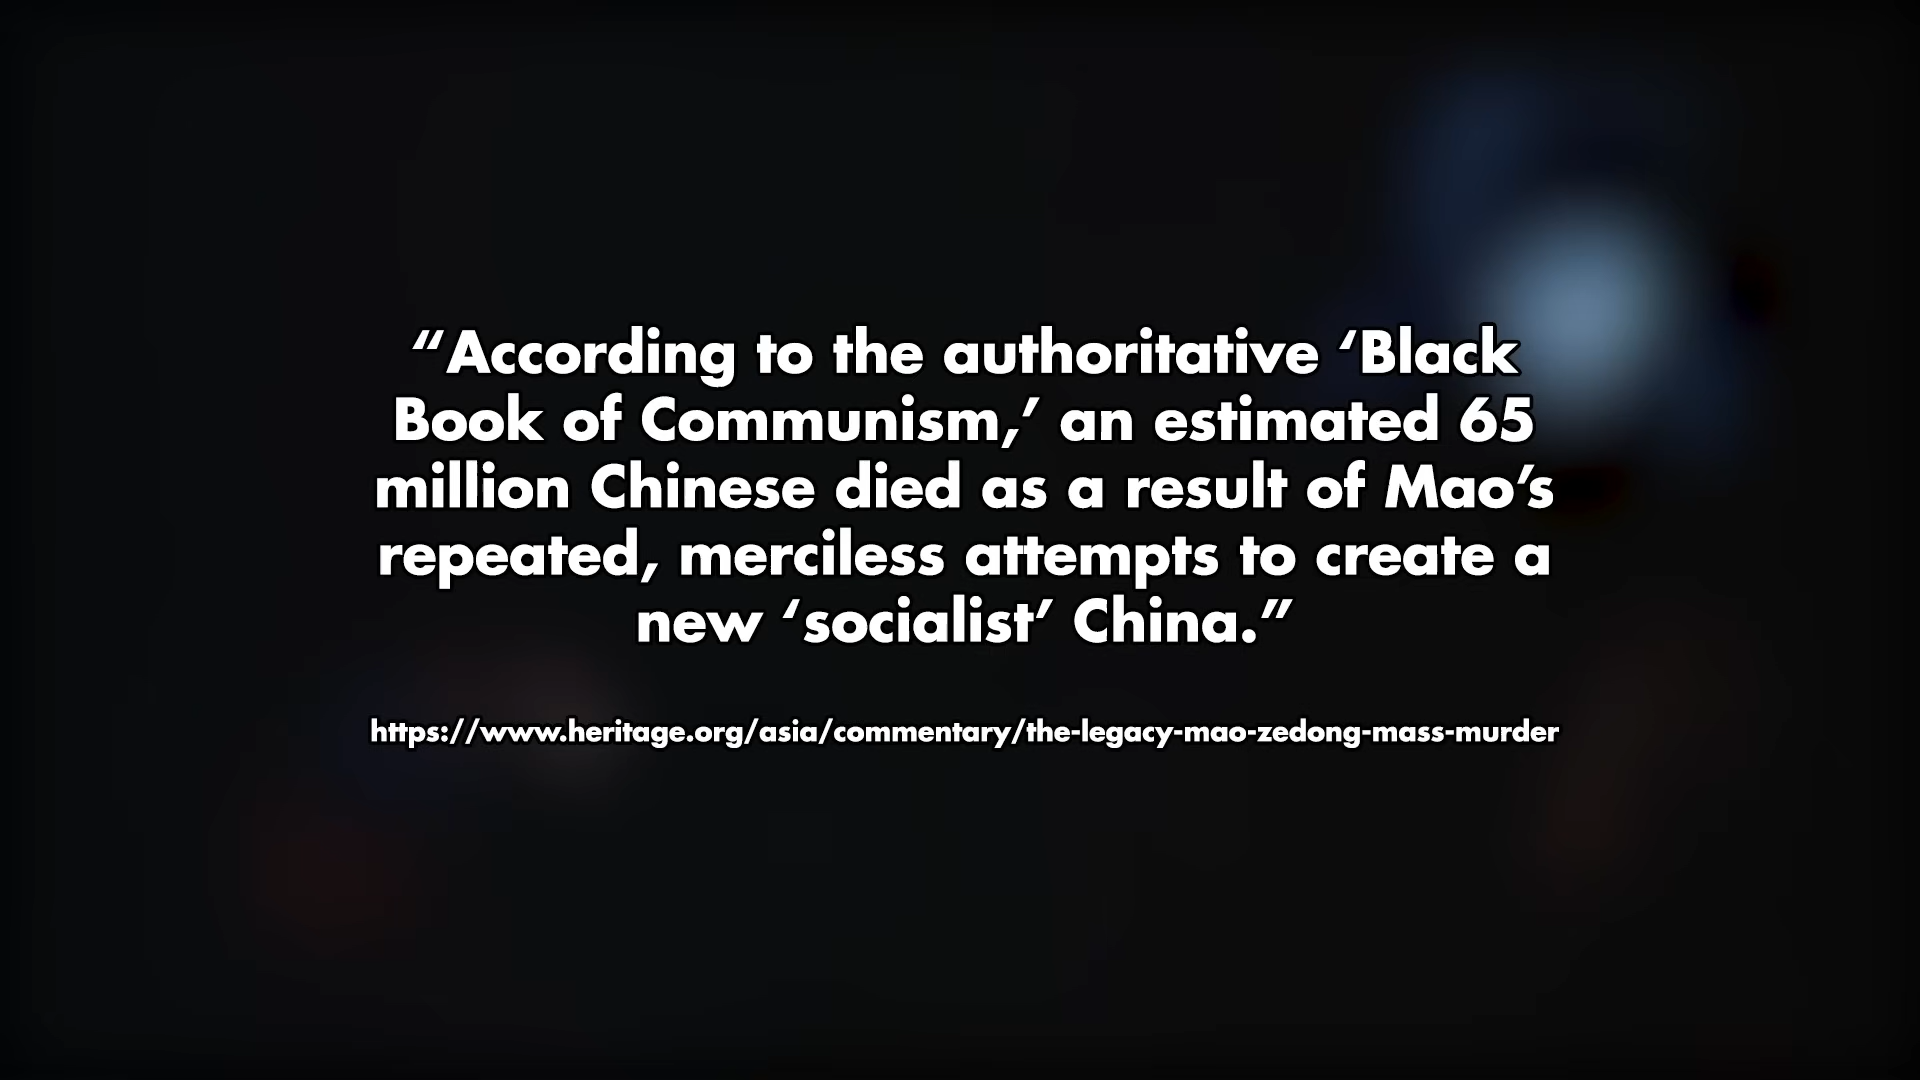 “According to the authoritative ‘Black
Book of Communism,’ an estimated 65
million Chinese died as a result of Mao’s
repeated, merciless attempts to create a
new ‘socialist’ China.”
https://www.heritage.org/asia/commentary/the-legacy-mao-zedong-mass-murder